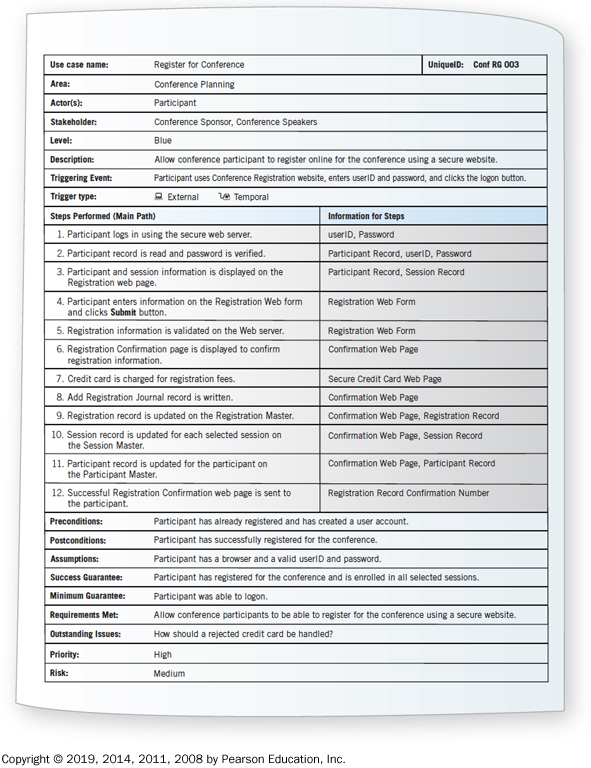 Use case name: Register for Conference UniqueID: Conf RG 003
Area: Conference Planning
Actor(s): Participant
Stakeholder: Conference Sponsor, Conference Speakers
Level: Blue
Description: Allow conference participant to register online for the conference using a secure website.
Triggering Event: Participant uses Conference Registration website, enters userID and password, and clicks the logon button.
Trigger type: External Temporal
Steps Performed (Main Path) Information for Steps
1. Participant logs in using the secure web server. userID, Password
2. Participant record is read and password is verified. Participant Record, userID, Password
3. Participant and session information is displayed on the Participant Record, Session Record
Registration web page.
4. Participant enters information on the Registration Web form Registration Web Form
and clicks Submit button.
5. Registration information is validated on the Web server. Registration Web Form
6. Registration Confirmation page is displayed to confirm Confirmation Web Page
registration information.
7. Credit card is charged for registration fees. Secure Credit Card Web Page
8. Add Registration Journal record is written. Confirmation Web Page
9. Registration record is updated on the Registration Master. Confirmation Web Page, Registration Record
10. Session record is updated for each selected session on Confirmation Web Page, Session Record
the Session Master.
11. Participant record is updated for the participant on Confirmation Web Page, Participant Record
the Participant Master.
12. Successful Registration Confirmation web page is sent to Registration Record Confirmation Number
the participant.
Preconditions: Participant has already registered and has created a user account.
Postconditions: Participant has successfully registered for the conference.
Assumptions: Participant has a browser and a valid userID and password.
Success Guarantee: Participant has registered for the conference and is enrolled in all selected sessions.
Minimum Guarantee: Participant was able to logon.
Requirements Met: Allow conference participants to be able to register for the conference using a secure website.
Outstanding Issues: How should a rejected credit card be handled?
Priority: High
Risk: Medium
Copyright © 2019, 2014, 2011, 2008 by Pearson Education, Inc.